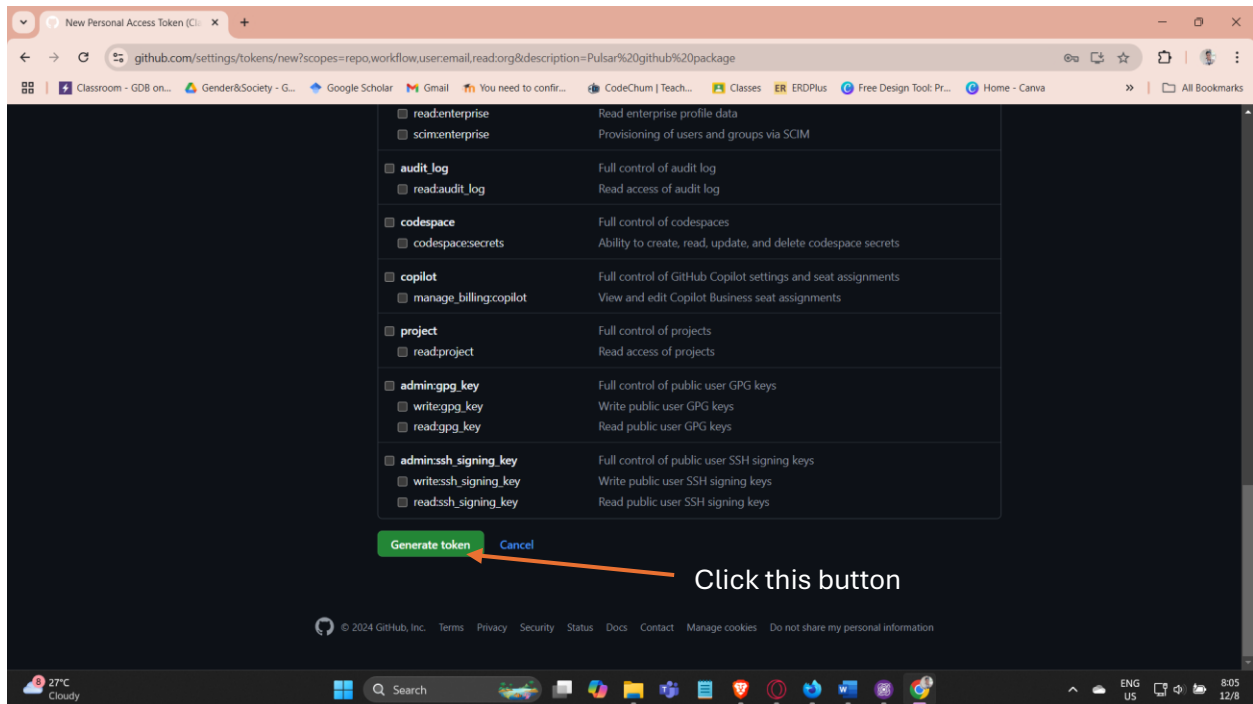 New Personal Access Token (Cla
github.com/settings/tokens/new?scopes=repo,workflow,user:email,read:org&description=Pulsar%20github%20package
Classroom - GDB on...
Gender&Society - G...
Google Scholar
Gmail
You need to confir...
CodeChum | Teach...
Classes
ER ERDPlus
Free Design Tool: Pr...
Home - Canva
»
All Bookmarks
read:enterprise Read enterprise profile data
scim:enterprise Provisioning of users and groups via SCIM
audit_log Full control of audit log
read:audit_log Read access of audit log
codespace Full control of codespaces
codespace:secrets Ability to create, read, update, and delete codespace secrets
copilot Full control of GitHub Copilot settings and seat assignments
manage_billing:copilot View and edit Copilot Business seat assignments
project Full control of projects
read:project Read access of projects
admin:gpg_key Full control of public user GPG keys
write:gpg_key Write public user GPG keys
read:gpg_key Read public user GPG keys
admin:ssh_signing_key Full control of public user SSH signing keys
write:ssh_signing_key Write public user SSH signing keys
read:ssh_signing_key Read public user SSH signing keys
Generate token Cancel
Click this button
© 2024 GitHub, Inc. Terms Privacy Security Status Docs Contact Manage cookies Do not share my personal information
8 27°C
Cloudy
Search
ENG
US
8:05
12/8